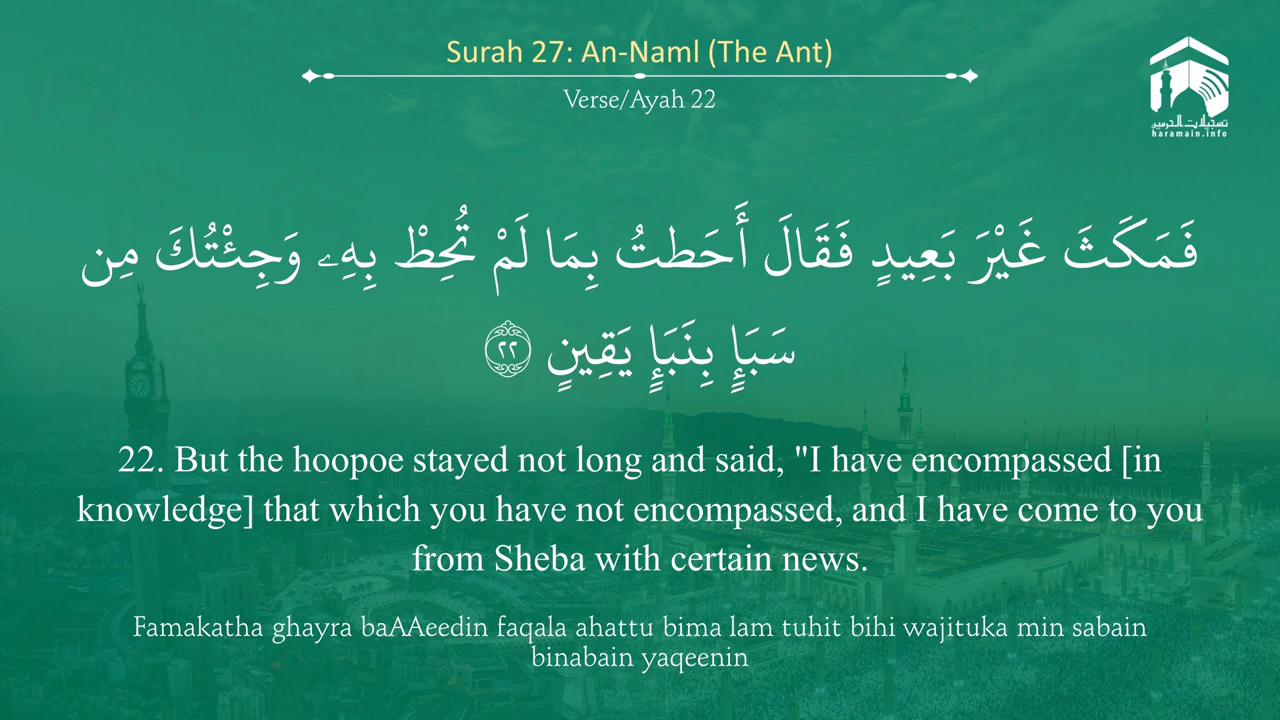 Surah 27: An-Naml (The Ant)
Verse/Ayah 22
تسجيلات الحرمين
haramain.info
فَمَكَثَ غَيْرَ بَعِيدٍ فَقَالَ أَحَطتُ بِمَا لَمْ تُحِطْ بِهِۦ وَجِئْتُكَ مِن
سَبَإٍ بِنَبَإٍ يَقِينٍ ٢٢
22. But the hoopoe stayed not long and said, "I have encompassed [in
knowledge] that which you have not encompassed, and I have come to you
from Sheba with certain news.
Famakatha ghayra baAAeedin faqala ahattu bima lam tuhit bihi wajituka min sabain
binabain yaqeenin